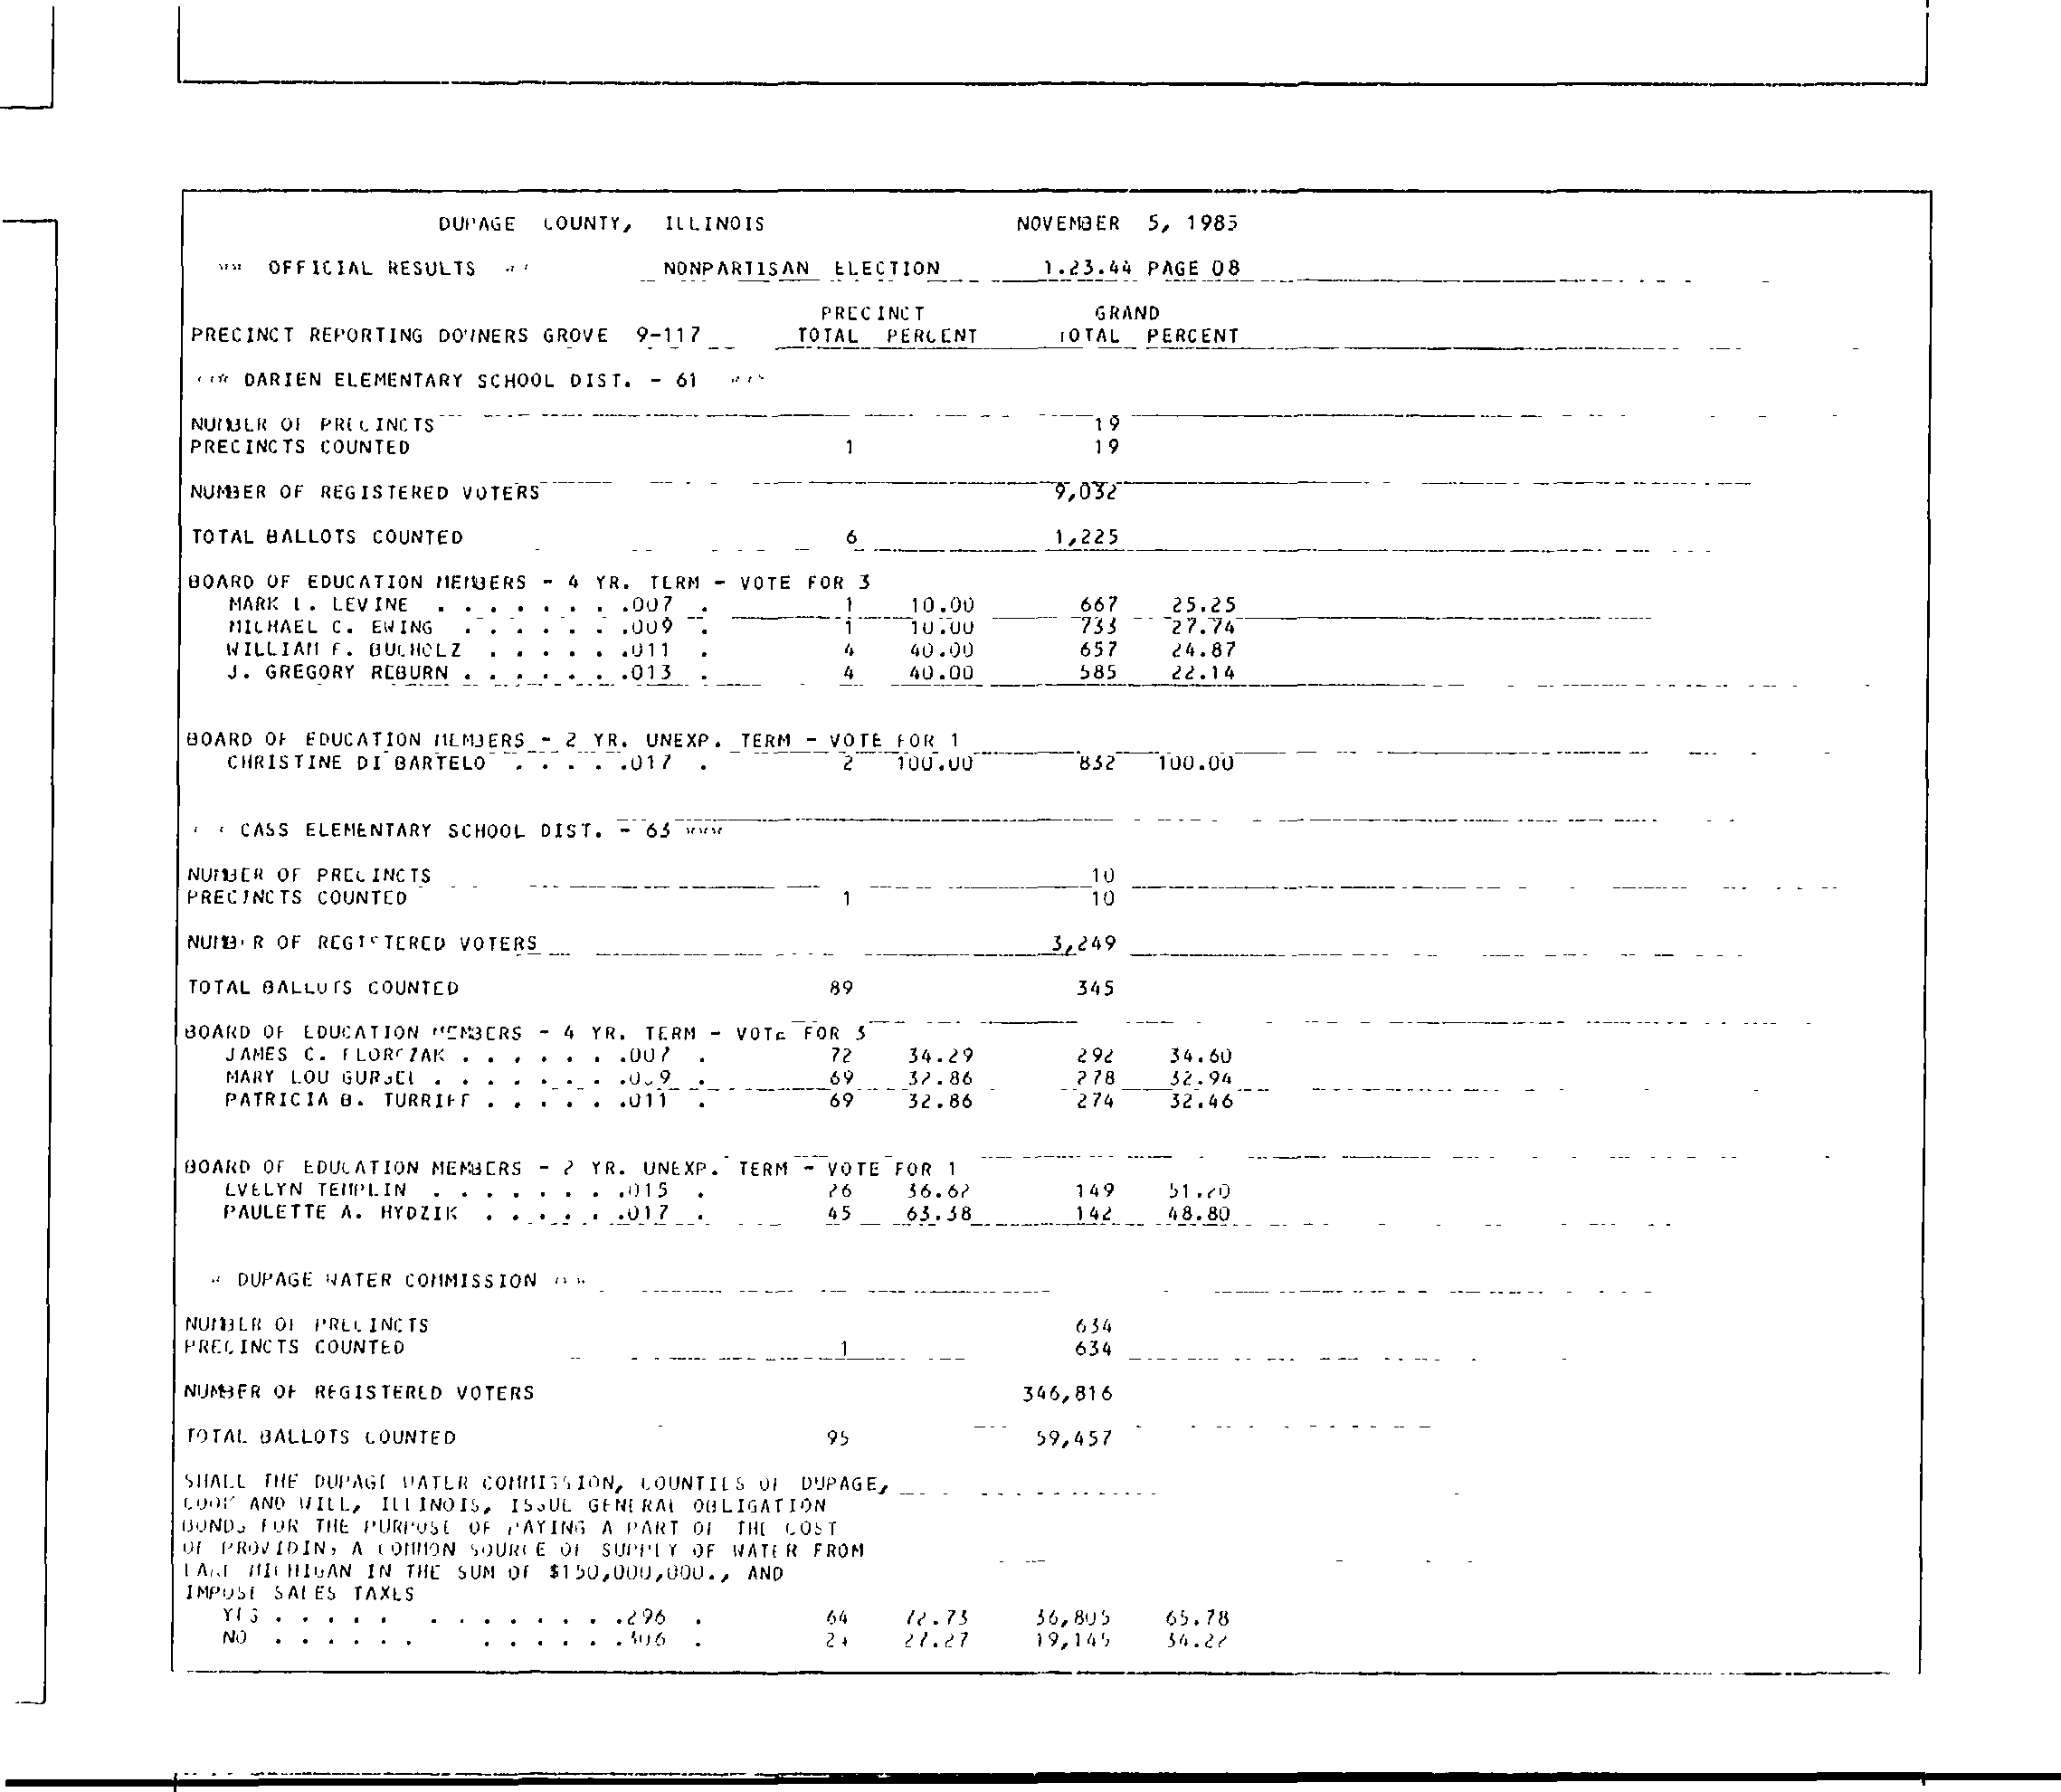 DUPAGE COUNTY, ILLINOIS NOVEMBER 5, 1985
OFFICIAL RESULTS NONPARTISAN ELECTION 1.23.44 PAGE 08
PRECINCT GRAND
PRECINCT REPORTING DOWNERS GROVE 9-117 TOTAL PERCENT TOTAL PERCENT
DARIEN ELEMENTARY SCHOOL DIST. - 61
NUMBER OF PRECINCTS 19
PRECINCTS COUNTED 1 19
NUMBER OF REGISTERED VOTERS 9,032
TOTAL BALLOTS COUNTED 6 1,225
BOARD OF EDUCATION MEMBERS - 4 YR. TERM - VOTE FOR 3
MARK L. LEVINE . . . . . . . .007 . 1 10.00 667 25.25
MICHAEL C. EWING . . . . . . .009 . 1 10.00 733 27.74
WILLIAM F. BUCHOLZ . . . . . .011 . 4 40.00 657 24.87
J. GREGORY REBURN . . . . . . .013 . 4 40.00 585 22.14
BOARD OF EDUCATION MEMBERS - 2 YR. UNEXP. TERM - VOTE FOR 1
CHRISTINE DI BARTELO . . . . .017 . 2 100.00 832 100.00
CASS ELEMENTARY SCHOOL DIST. - 63
NUMBER OF PRECINCTS 10
PRECINCTS COUNTED 1 10
NUMBER OF REGISTERED VOTERS 3,249
TOTAL BALLOTS COUNTED 89 345
BOARD OF EDUCATION MEMBERS - 4 YR. TERM - VOTE FOR 3
JAMES C. FLORCZAK . . . . . . .007 . 72 34.29 292 34.60
MARY LOU . . . . . . . .009 . 69 32.86 278 32.94
PATRICIA B. TURRIFF . . . . . .011 . 69 32.86 274 32.46
BOARD OF EDUCATION MEMBERS - 2 YR. UNEXP. TERM - VOTE FOR 1
EVELYN TEMPLIN . . . . . . . .015 . 26 36.62 149 51.20
PAULETTE A. HYDZIK . . . . . .017 . 45 63.38 142 48.80
DUPAGE WATER COMMISSION
NUMBER OF PRECINCTS 634
PRECINCTS COUNTED 1 634
NUMBER OF REGISTERED VOTERS 346,816
TOTAL BALLOTS COUNTED 95 59,457
SHALL THE DUPAGE WATER COMMISSION, COUNTIES OF DUPAGE,
COOK AND WILL, ILLINOIS, ISSUE GENERAL OBLIGATION
BONDS FOR THE PURPOSE OF PAYING A PART OF THE COST
OF PROVIDING A COMMON SOURCE OF SUPPLY OF WATER FROM
LAKE MICHIGAN IN THE SUM OF $150,000,000., AND
IMPOSE SALES TAXES
YES . . . . . . . . . . . . .296 . 64 72.73 36,805 65.78
NO . . . . . . . . . . . .306 . 24 27.27 19,145 34.22